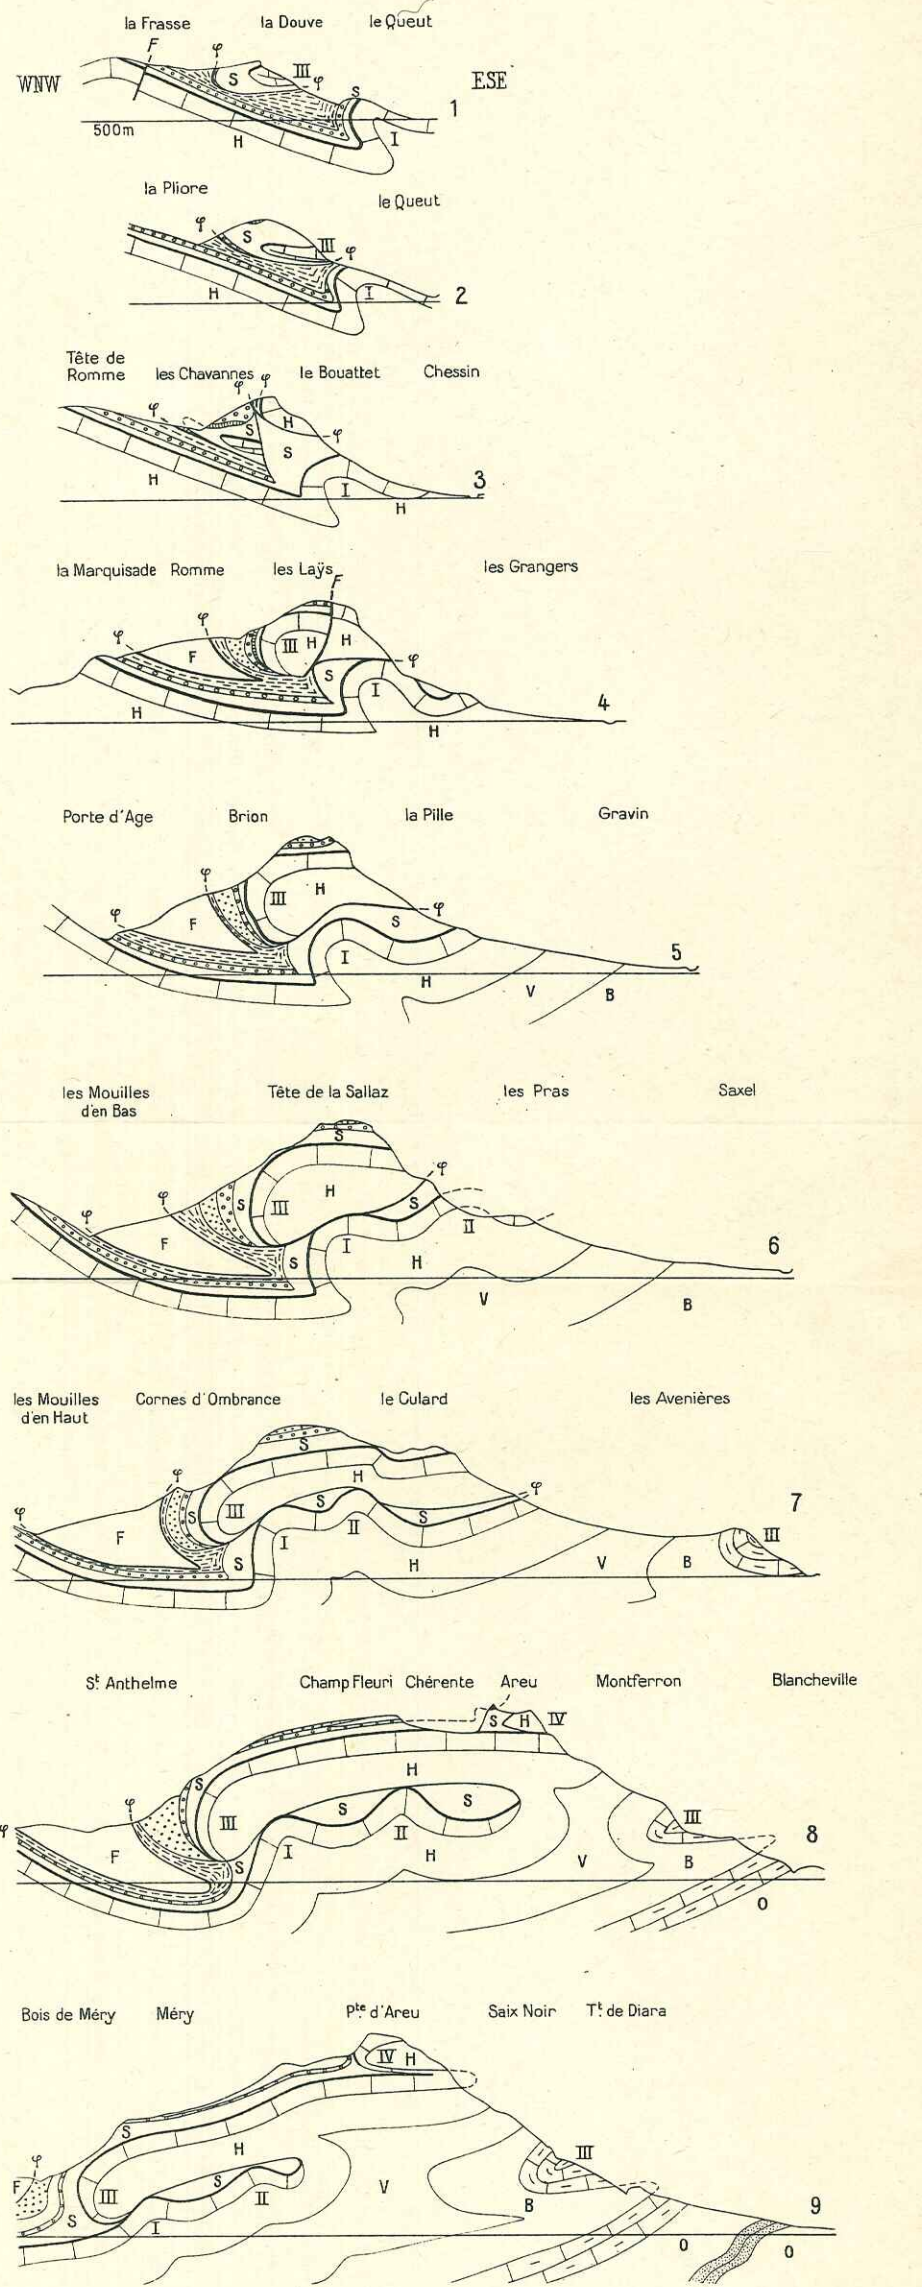 la Frasse la Douve le Queut
F φ
WNW S III φ ESE
S
1
500m H I
la Pliore
le Queut
φ S III φ
H I 2
Tête de
Romme les Chavannes le Bouattet Chessin
φ φ
φ H
S φ
S
H I 3
H
la Marquisade Romme les Laÿs les Grangers
F
φ φ III H H
F S φ
I
H H 4
Porte d'Age Brion la Pille Gravin
φ III H
φ F S φ
I 5
H V B
les Mouilles Tête de la Sallaz les Pras Saxel
d'en Bas
S
φ
φ S H
φ III S
F I II
S H 6
V B
les Mouilles Cornes d'Ombrance le Culard les Avenières
d'en Haut
S
φ H φ
φ S III S S 7
F I II III
S H V B
St Anthelme Champ Fleuri Chérente Areu Montferron Blancheville
S H IV
S H
φ φ III S S III
F I II 8
S H V B
O
Bois de Méry Méry Pte d'Areu Saix Noir Tt de Diara
IV H
S
φ H III
F S V
III II B 9
S I
O O